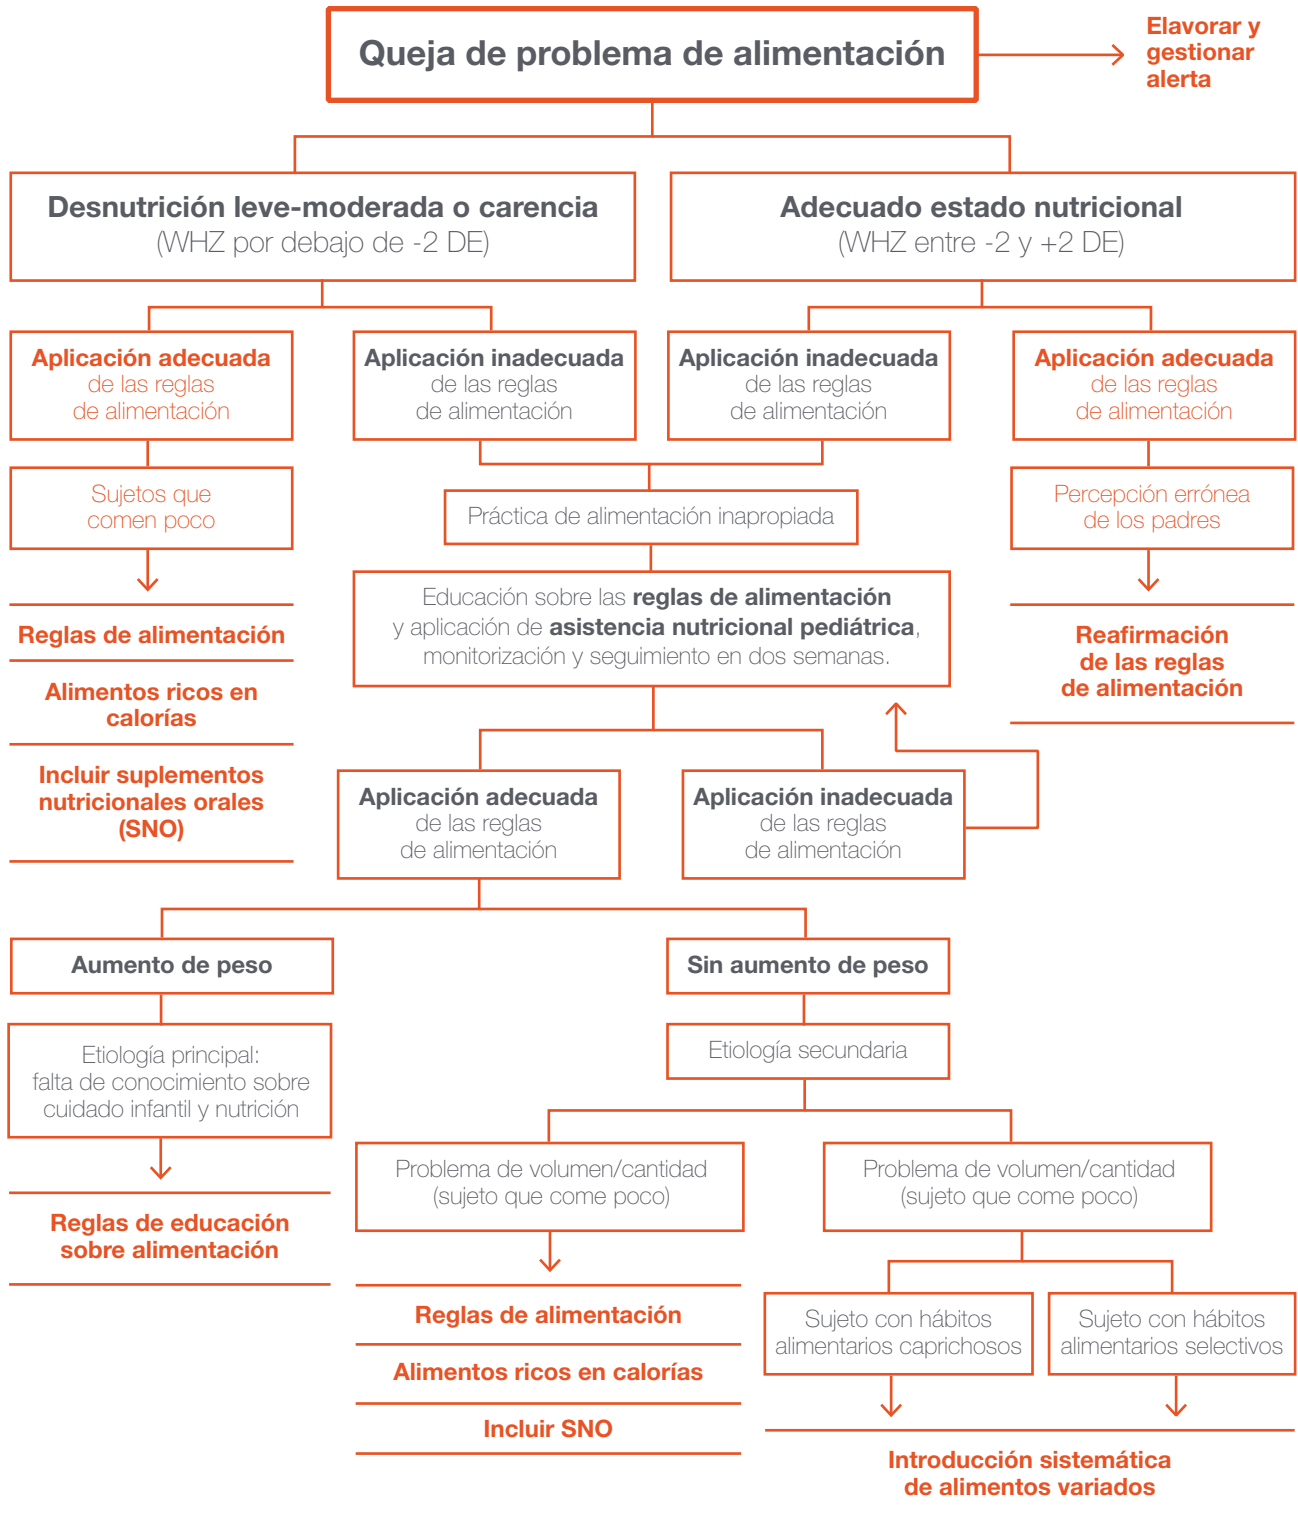 Queja de problema de alimentación
Elavorar y
gestionar
alerta
Desnutrición leve-moderada o carencia
(WHZ por debajo de -2 DE)
Adecuado estado nutricional
(WHZ entre -2 y +2 DE)
Aplicación adecuada
de las reglas
de alimentación
Aplicación inadecuada
de las reglas
de alimentación
Aplicación inadecuada
de las reglas
de alimentación
Aplicación adecuada
de las reglas
de alimentación
Sujetos que
comen poco
Práctica de alimentación inapropiada
Percepción errónea
de los padres
Educación sobre las reglas de alimentación
y aplicación de asistencia nutricional pediátrica,
monitorización y seguimiento en dos semanas.
Reglas de alimentación
Alimentos ricos en
calorías
Incluir suplementos
nutricionales orales
(SNO)
Reafirmación
de las reglas
de alimentación
Aplicación adecuada
de las reglas
de alimentación
Aplicación inadecuada
de las reglas
de alimentación
Aumento de peso
Sin aumento de peso
Etiología principal:
falta de conocimiento sobre
cuidado infantil y nutrición
Etiología secundaria
Reglas de educación
sobre alimentación
Problema de volumen/cantidad
(sujeto que come poco)
Problema de volumen/cantidad
(sujeto que come poco)
Reglas de alimentación
Alimentos ricos en calorías
Incluir SNO
Sujeto con hábitos
alimentarios caprichosos
Sujeto con hábitos
alimentarios selectivos
Introducción sistemática
de alimentos variados